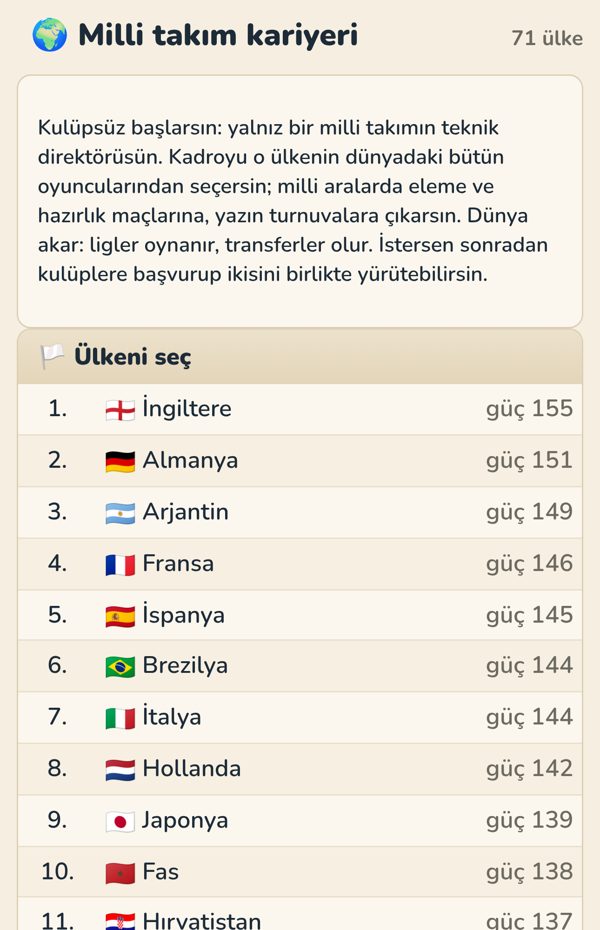 Milli takım kariyeri
71 ülke
Kulüpsüz başlarsın: yalnız bir milli takımın teknik
direktörüsün. Kadroyu o ülkenin dünyadaki bütün
oyuncularından seçersin; milli aralarda eleme ve
hazırlık maçlarına, yazın turnuvalara çıkarsın. Dünya
akar: ligler oynanır, transferler olur. İstersen sonradan
kulüplere başvurup ikisini birlikte yürütebilirsin.
Ülkeni seç
1. İngiltere güç 155
2. Almanya güç 151
3. Arjantin güç 149
4. Fransa güç 146
5. İspanya güç 145
6. Brezilya güç 144
7. İtalya güç 144
8. Hollanda güç 142
9. Japonya güç 139
10. Fas güç 138
11. Hırvatistan güç 137